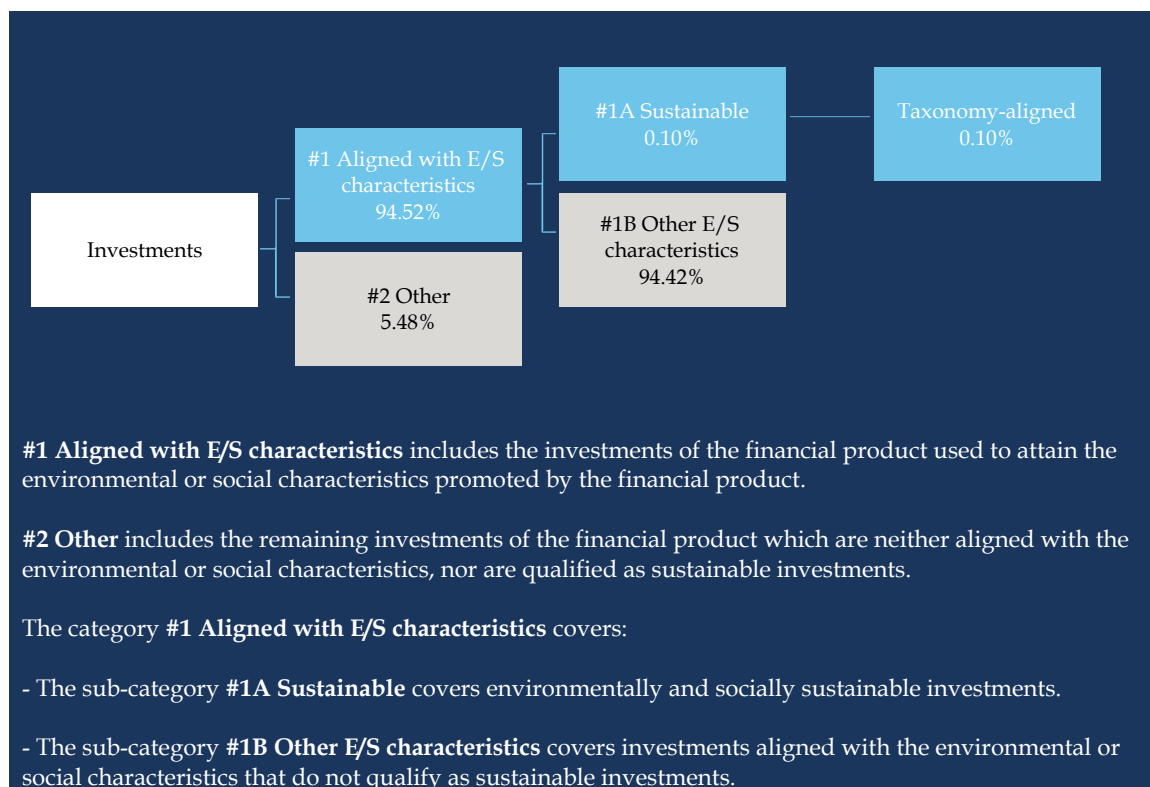 #1A Sustainable
0.10%
Taxonomy-aligned
0.10%
#1 Aligned with E/S
characteristics
94.52%
Investments
#1B Other E/S
characteristics
94.42%
#2 Other
5.48%
#1 Aligned with E/S characteristics includes the investments of the financial product used to attain the
environmental or social characteristics promoted by the financial product.
#2 Other includes the remaining investments of the financial product which are neither aligned with the
environmental or social characteristics, nor are qualified as sustainable investments.
The category #1 Aligned with E/S characteristics covers:
- The sub-category #1A Sustainable covers environmentally and socially sustainable investments.
- The sub-category #1B Other E/S characteristics covers investments aligned with the environmental or
social characteristics that do not qualify as sustainable investments.